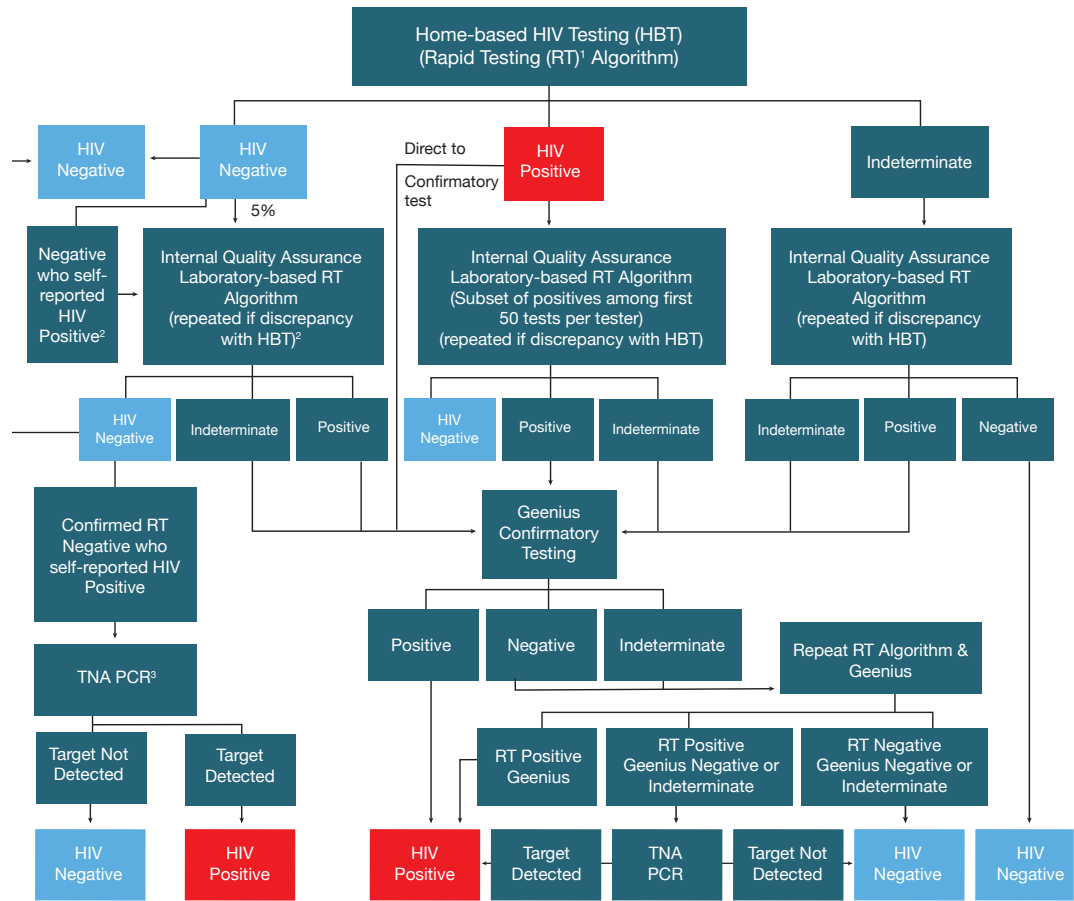 Home-based HIV Testing (HBT)
(Rapid Testing (RT)¹ Algorithm)
HIV
Negative
HIV
Negative
Direct to
Confirmatory
test
HIV
Positive
Indeterminate
5%
Negative
who self-
reported
HIV
Positive²
Internal Quality Assurance
Laboratory-based RT
Algorithm
(repeated if discrepancy
with HBT)²
Internal Quality Assurance
Laboratory-based RT Algorithm
(Subset of positives among first
50 tests per tester)
(repeated if discrepancy with HBT)
Internal Quality Assurance
Laboratory-based RT
Algorithm
(repeated if discrepancy
with HBT)
HIV
Negative
Indeterminate
Positive
HIV
Negative
Positive
Indeterminate
Indeterminate
Positive
Negative
Confirmed RT
Negative who
self-reported HIV
Positive
Geenius
Confirmatory
Testing
Positive
Negative
Indeterminate
Repeat RT Algorithm &
Geenius
TNA PCR³
Target Not
Detected
Target
Detected
RT Positive
Geenius
RT Positive
Geenius Negative or
Indeterminate
RT Negative
Geenius Negative or
Indeterminate
HIV
Negative
HIV
Positive
HIV
Positive
Target
Detected
TNA
PCR
Target Not
Detected
HIV
Negative
HIV
Negative